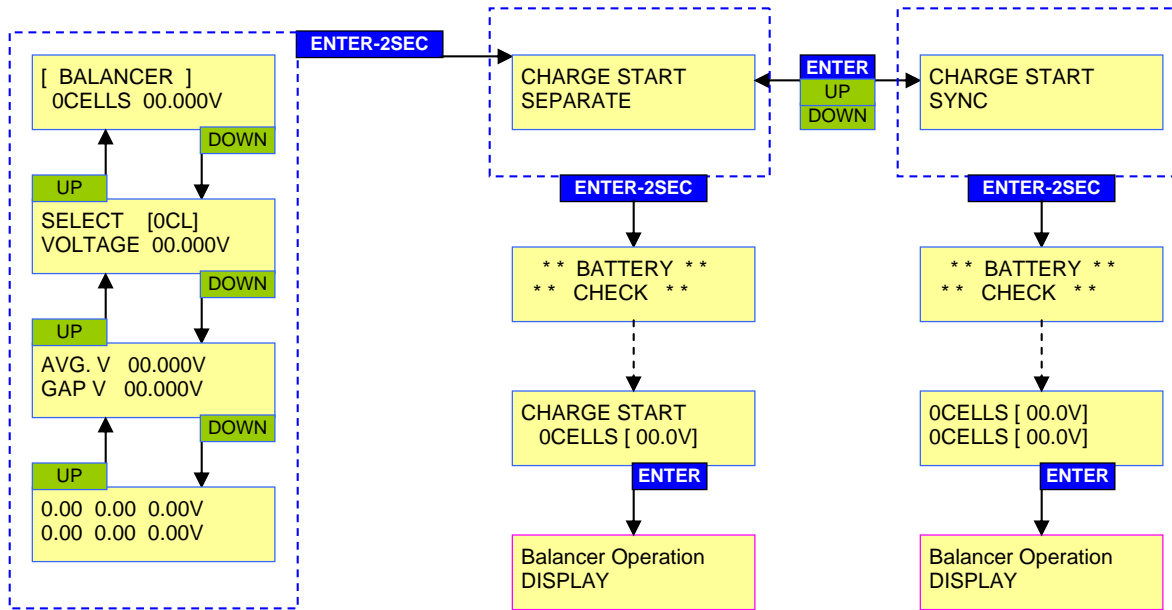 [ BALANCER ]
0CELLS 00.000V
DOWN
UP
SELECT [0CL]
VOLTAGE 00.000V
DOWN
UP
AVG. V 00.000V
GAP V 00.000V
DOWN
UP
0.00 0.00 0.00V
0.00 0.00 0.00V
ENTER-2SEC
CHARGE START
SEPARATE
ENTER
UP
DOWN
CHARGE START
SYNC
ENTER-2SEC
* * BATTERY * *
* * CHECK * *
CHARGE START
0CELLS [ 00.0V]
ENTER
Balancer Operation
DISPLAY
ENTER-2SEC
* * BATTERY * *
* * CHECK * *
0CELLS [ 00.0V]
0CELLS [ 00.0V]
ENTER
Balancer Operation
DISPLAY